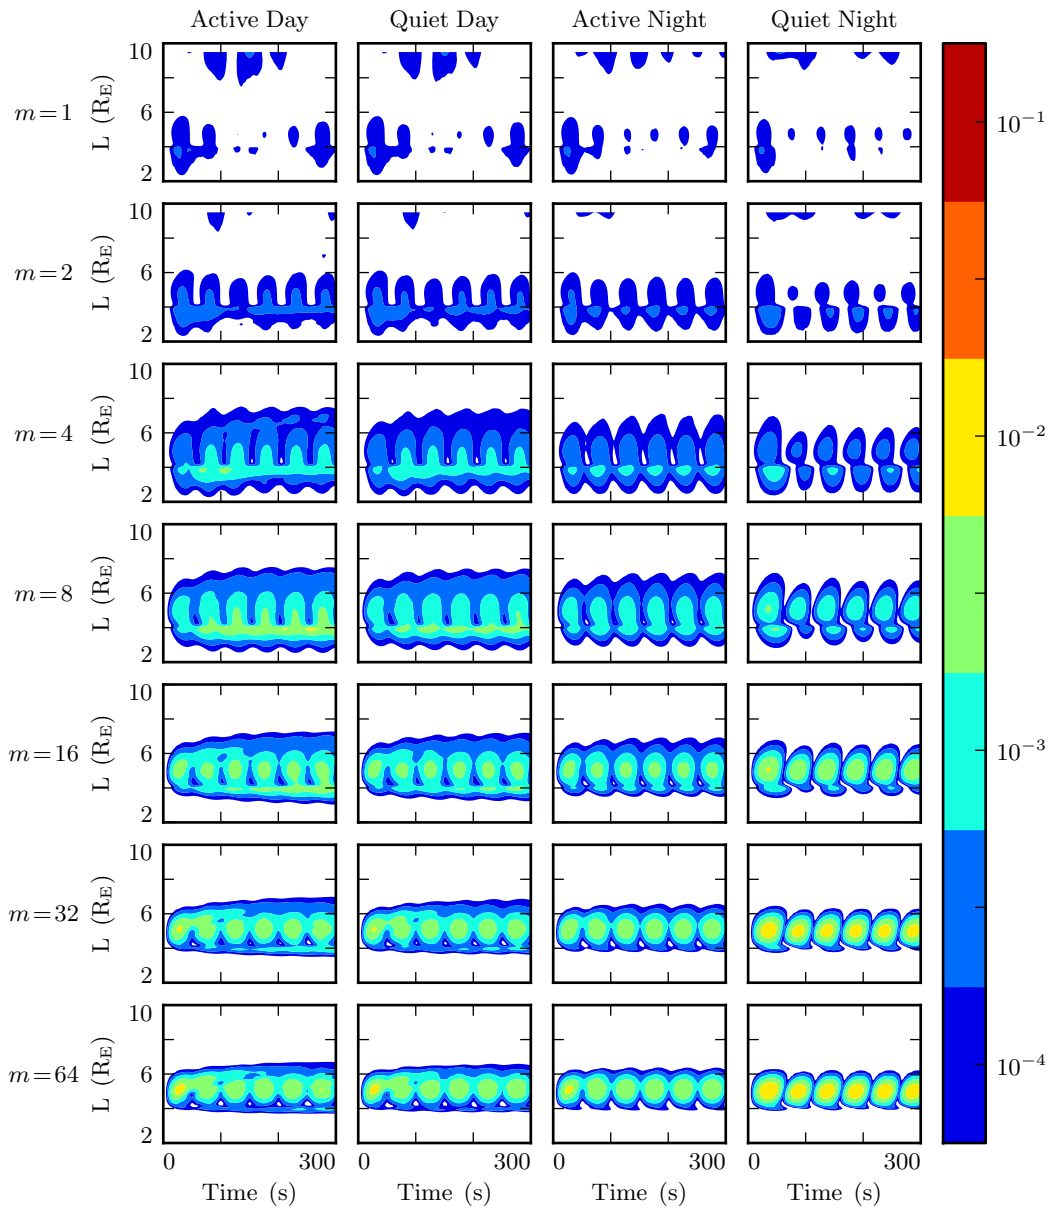 Active Day Quiet Day Active Night Quiet Night
10
m=1 L (R_E) 6
2
10
m=2 L (R_E) 6
2
10
m=4 L (R_E) 6
2
10
m=8 L (R_E) 6
2
10
m=16 L (R_E) 6
2
10
m=32 L (R_E) 6
2
10
m=64 L (R_E) 6
2
0 300 0 300 0 300 0 300
Time (s) Time (s) Time (s) Time (s)
10⁻¹
10⁻²
10⁻³
10⁻⁴